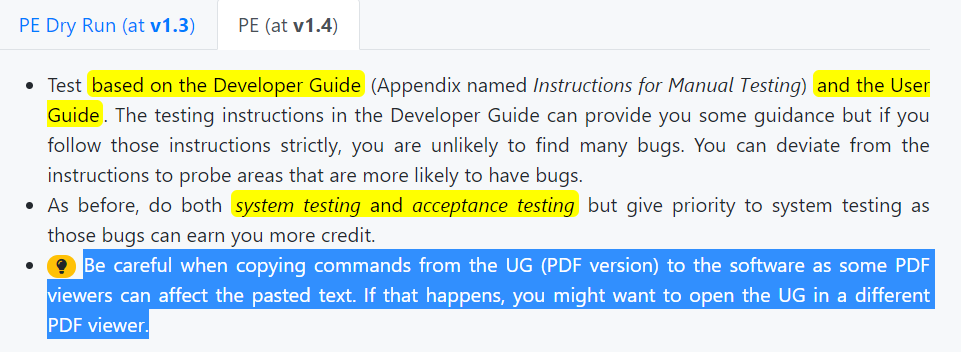 PE Dry Run (at v1.3) PE (at v1.4)
Test based on the Developer Guide (Appendix named Instructions for Manual Testing) and the User
Guide. The testing instructions in the Developer Guide can provide you some guidance but if you
follow those instructions strictly, you are unlikely to find many bugs. You can deviate from the
instructions to probe areas that are more likely to have bugs.
As before, do both system testing and acceptance testing but give priority to system testing as
those bugs can earn you more credit.
Be careful when copying commands from the UG (PDF version) to the software as some PDF
viewers can affect the pasted text. If that happens, you might want to open the UG in a different
PDF viewer.